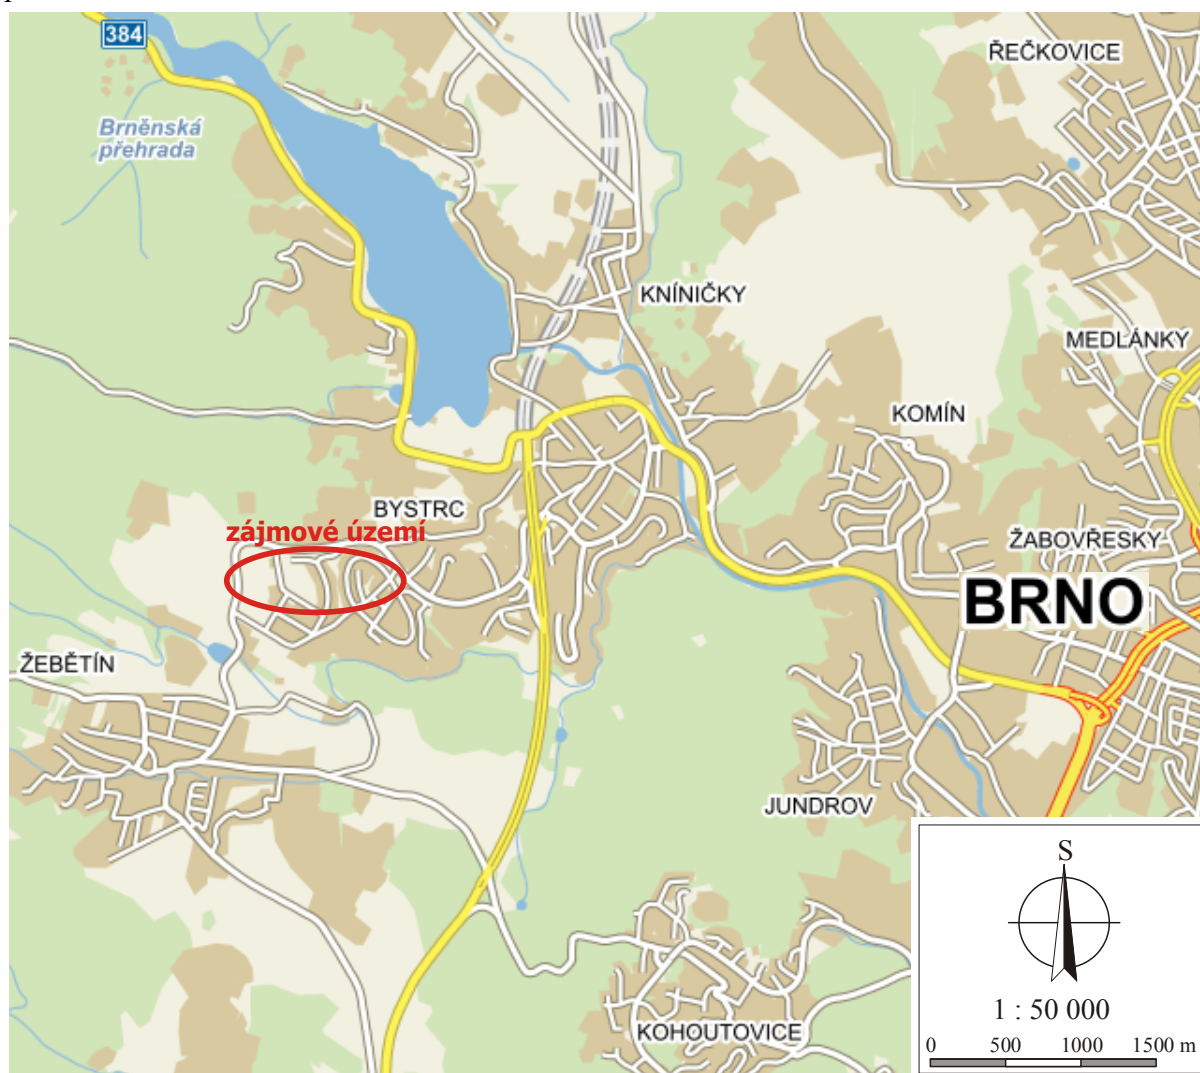 384
ŘEČKOVICE
Brněnská
přehrada
KNÍNIČKY
MEDLÁNKY
KOMÍN
BYSTRC
zájmové území
ŽABOVŘESKY
BRNO
ŽEBĚTÍN
JUNDROV
S
1 : 50 000
KOHOUTOVICE
0 500 1000 1500 m